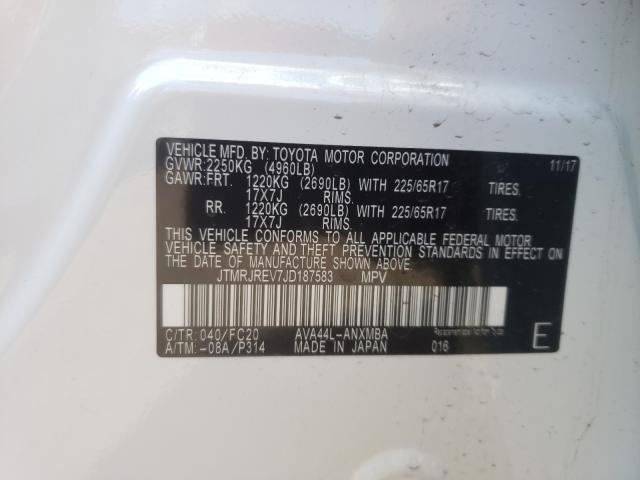 VEHICLE MFD. BY: TOYOTA MOTOR CORPORATION 11/17
GVWR:2250KG (4960LB)
GAWR:FRT. 1220KG (2690LB) WITH 225/65R17 TIRES.
17X7J RIMS.
RR. 1220KG (2690LB) WITH 225/65R17 TIRES.
17X7J RIMS.
THIS VEHICLE CONFORMS TO ALL APPLICABLE FEDERAL MOTOR
VEHICLE SAFETY AND THEFT PREVENTION STANDARDS IN EFFECT ON THE DATE
OF MANUFACTURE SHOWN ABOVE.
JTMRJREV7JD187583 MPV
C/TR: 040/FC20 AVA44L-ANXMBA
A/TM: -08A/P314 MADE IN JAPAN 016 E